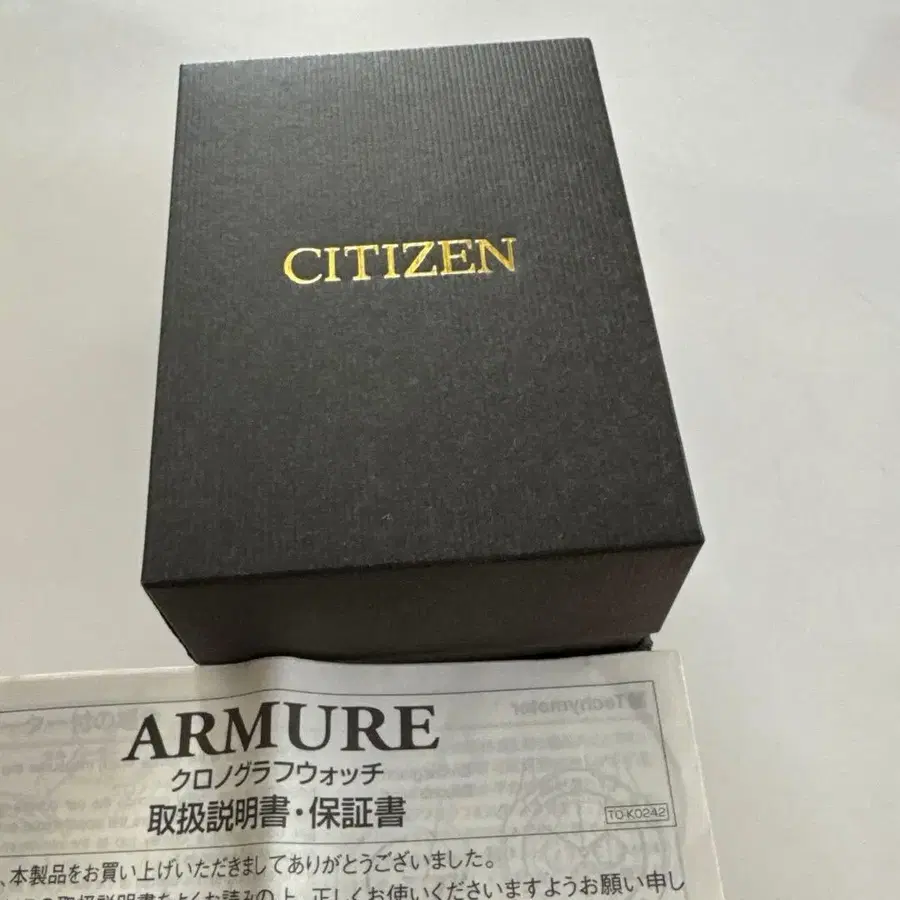 CITIZEN
ARMURE
クロノグラフウォッチ
取扱説明書・保証書
TO-K0242
、本製品をお買い上げいただきましてありがとうございました。
取扱説明書をよくお読みの上、正しくお使いくださいますようお願い申し
Tachymeter